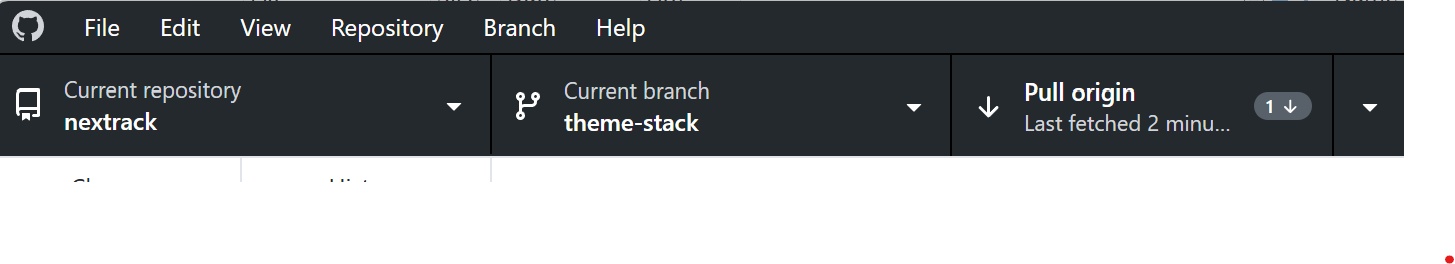 File Edit View Repository Branch Help
Current repository
nextrack
Current branch
theme-stack
Pull origin
Last fetched 2 minu...
1